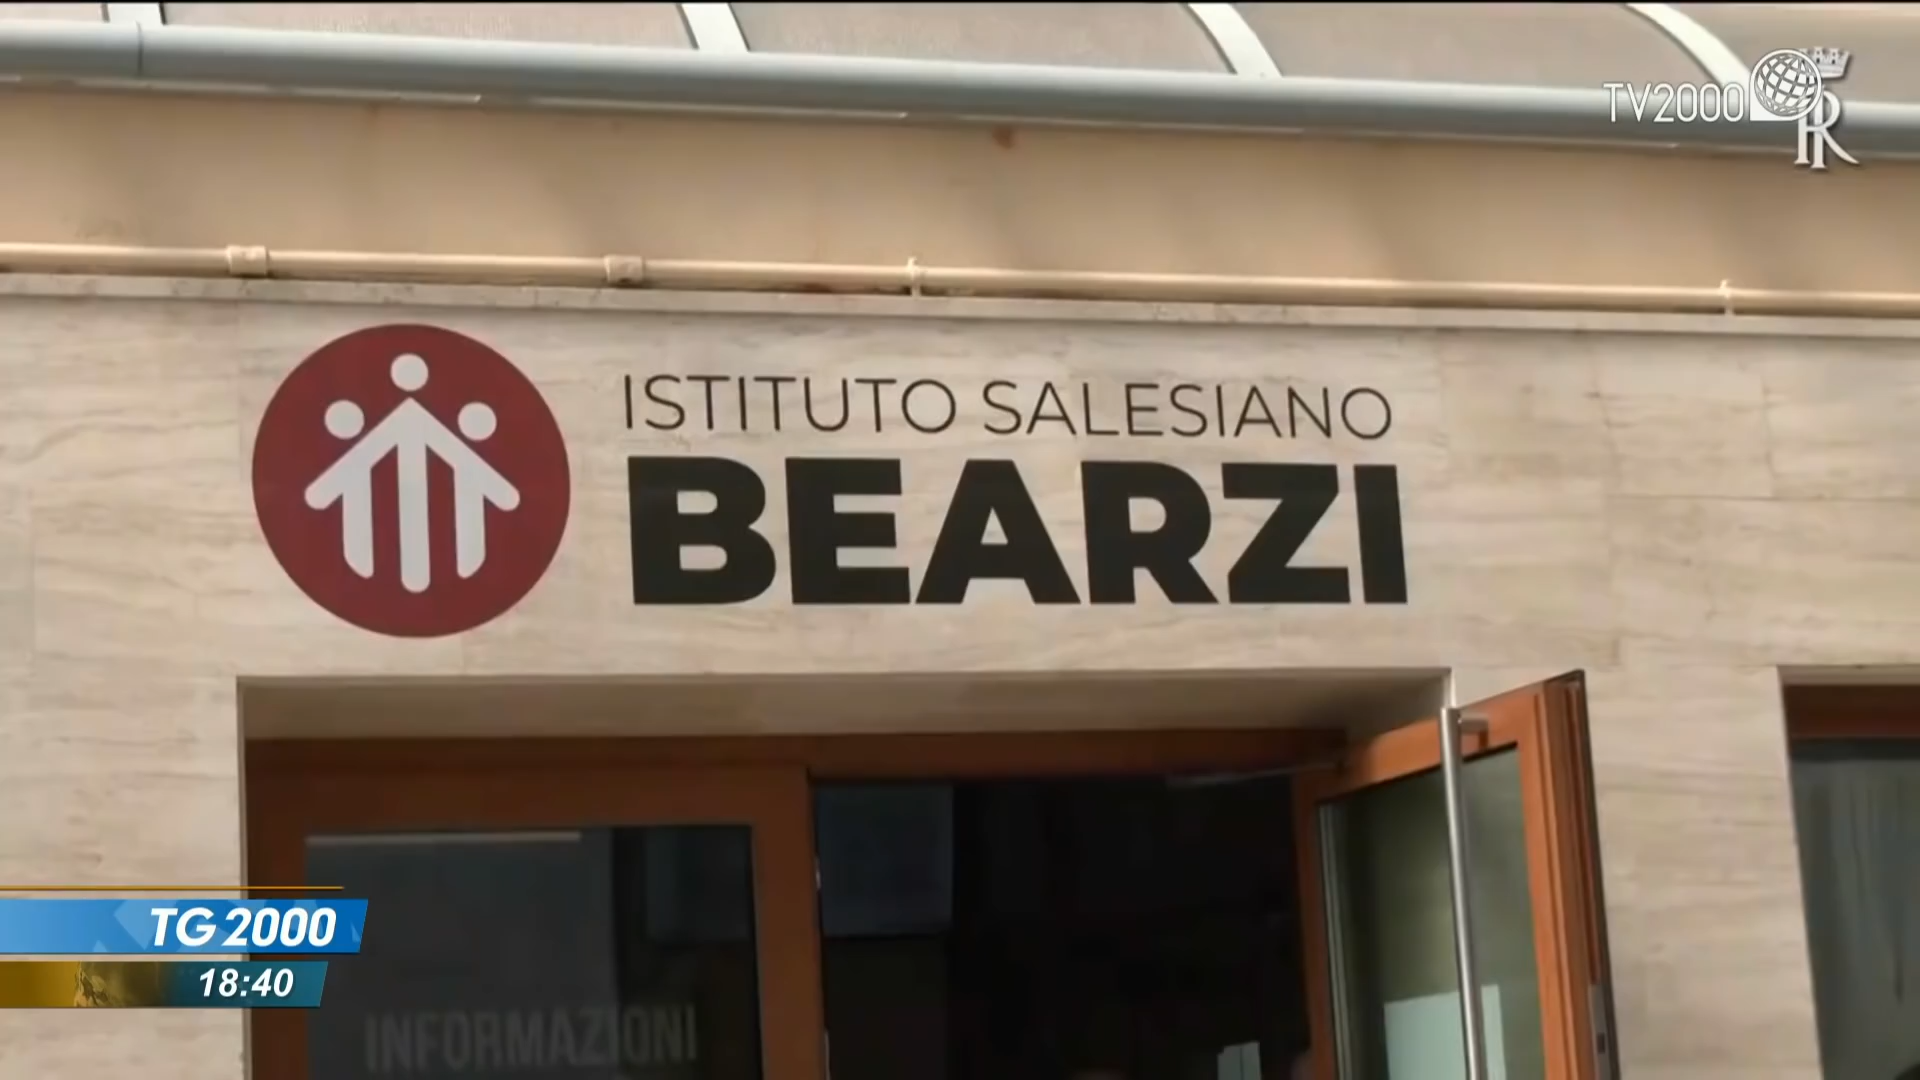 TV2000
R
ISTITUTO SALESIANO
BEARZI
TG 2000
18:40
INFORMAZIONI